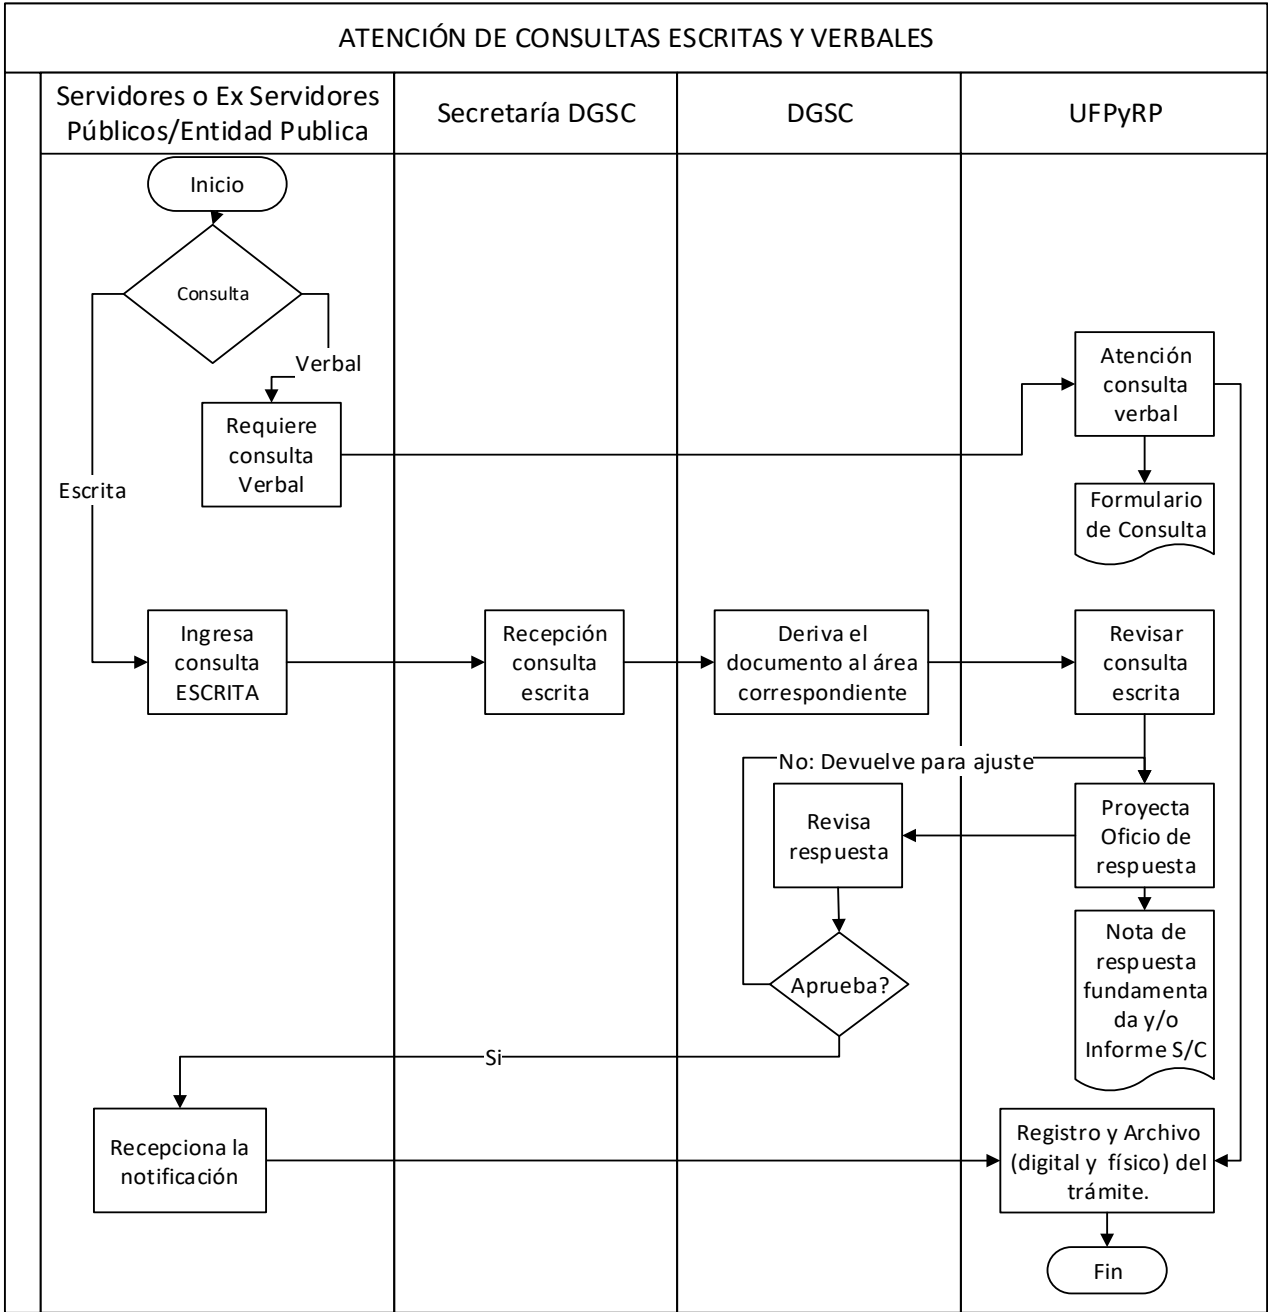 ATENCIÓN DE CONSULTAS ESCRITAS Y VERBALES
Servidores o Ex Servidores
Públicos/Entidad Publica
Secretaría DGSC
DGSC
UFPyRP
Inicio
Consulta
Verbal
Requiere
consulta
Verbal
Atención
consulta
verbal
Escrita
Formulario
de Consulta
Ingresa
consulta
ESCRITA
Recepción
consulta
escrita
Deriva el
documento al área
correspondiente
Revisar
consulta
escrita
No: Devuelve para ajuste
Revisa
respuesta
Proyecta
Oficio de
respuesta
Aprueba?
Nota de
respuesta
fundamenta
da y/o
Informe S/C
Si
Recepciona la
notificación
Registro y Archivo
(digital y físico) del
trámite.
Fin